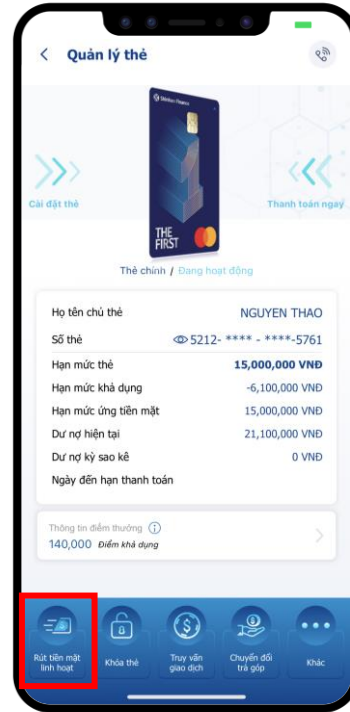 Quản lý thẻ
Shinhan Finance
Cài đặt thẻ
Thanh toán ngay
THE
FIRST
Thẻ chính / Đang hoạt động
Họ tên chủ thẻ NGUYEN THAO
Số thẻ 5212- **** - ****-5761
Hạn mức thẻ 15,000,000 VNĐ
Hạn mức khả dụng -6,100,000 VNĐ
Hạn mức ứng tiền mặt 15,000,000 VNĐ
Dư nợ hiện tại 21,100,000 VNĐ
Dư nợ kỳ sao kê 0 VNĐ
Ngày đến hạn thanh toán
Thông tin điểm thưởng
140,000 Điểm khả dụng
Rút tiền mặt
linh hoạt
Khóa thẻ
Truy vấn
giao dịch
Chuyển đổi
trả góp
Khác